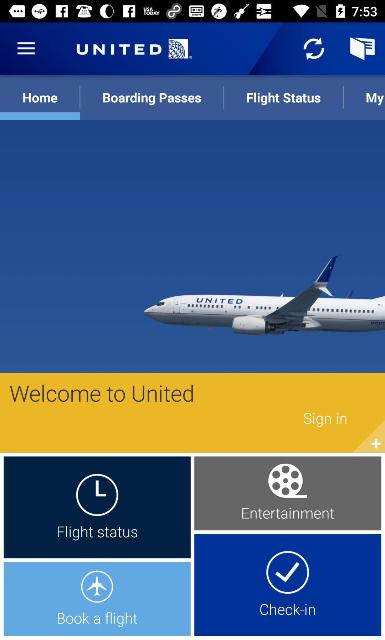 7:53
UNITED
Home
Boarding Passes
Flight Status
My
UNITED
Welcome to United
Sign in
+
Flight status
Entertainment
Book a flight
Check-in